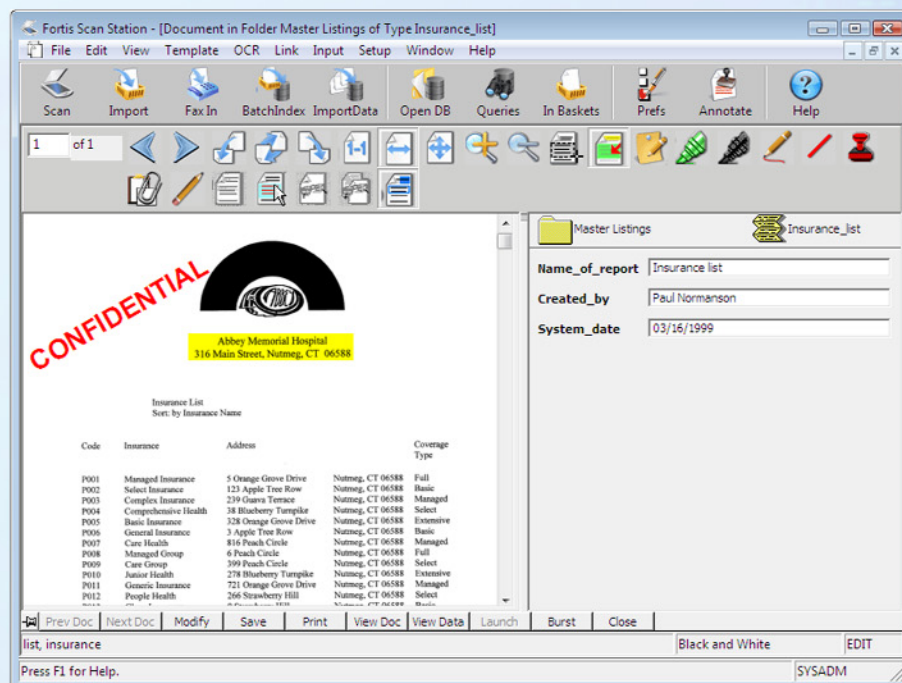 Fortis Scan Station - [Document in Folder Master Listings of Type Insurance_list]
File Edit View Template OCR Link Input Setup Window Help
Scan Import Fax In BatchIndex ImportData Open DB Queries In Baskets Prefs Annotate Help
1 of 1
1-1
Master Listings Insurance_list
Name_of_report Insurance list
Created_by Paul Normanson
System_date 03/16/1999
CONFIDENTIAL
Abbey Memorial Hospital
316 Main Street, Nutmeg, CT 06588
Insurance List
Sort: by Insurance Name
Code Insurance Address Coverage
Type
P001 Managed Insurance 5 Orange Grove Drive Nutmeg, CT 06588 Full
P002 Select Insurance 123 Apple Tree Row Nutmeg, CT 06588 Basic
P003 Complex Insurance 239 Guava Terrace Nutmeg, CT 06588 Managed
P004 Comprehensive Health 38 Blueberry Turnpike Nutmeg, CT 06588 Select
P005 Basic Insurance 328 Orange Grove Drive Nutmeg, CT 06588 Extensive
P006 General Insurance 3 Apple Tree Row Nutmeg, CT 06588 Basic
P007 Care Health 816 Peach Circle Nutmeg, CT 06588 Managed
P008 Managed Group 6 Peach Circle Nutmeg, CT 06588 Full
P009 Care Group 399 Peach Circle Nutmeg, CT 06588 Select
P010 Junior Health 278 Blueberry Turnpike Nutmeg, CT 06588 Extensive
P011 Generic Insurance 721 Orange Grove Drive Nutmeg, CT 06588 Managed
P012 People Health 266 Strawberry Hill Nutmeg, CT 06588 Select
Prev Doc Next Doc Modify Save Print View Doc View Data Launch Burst Close
list, insurance Black and White EDIT
Press F1 for Help. SYSADM